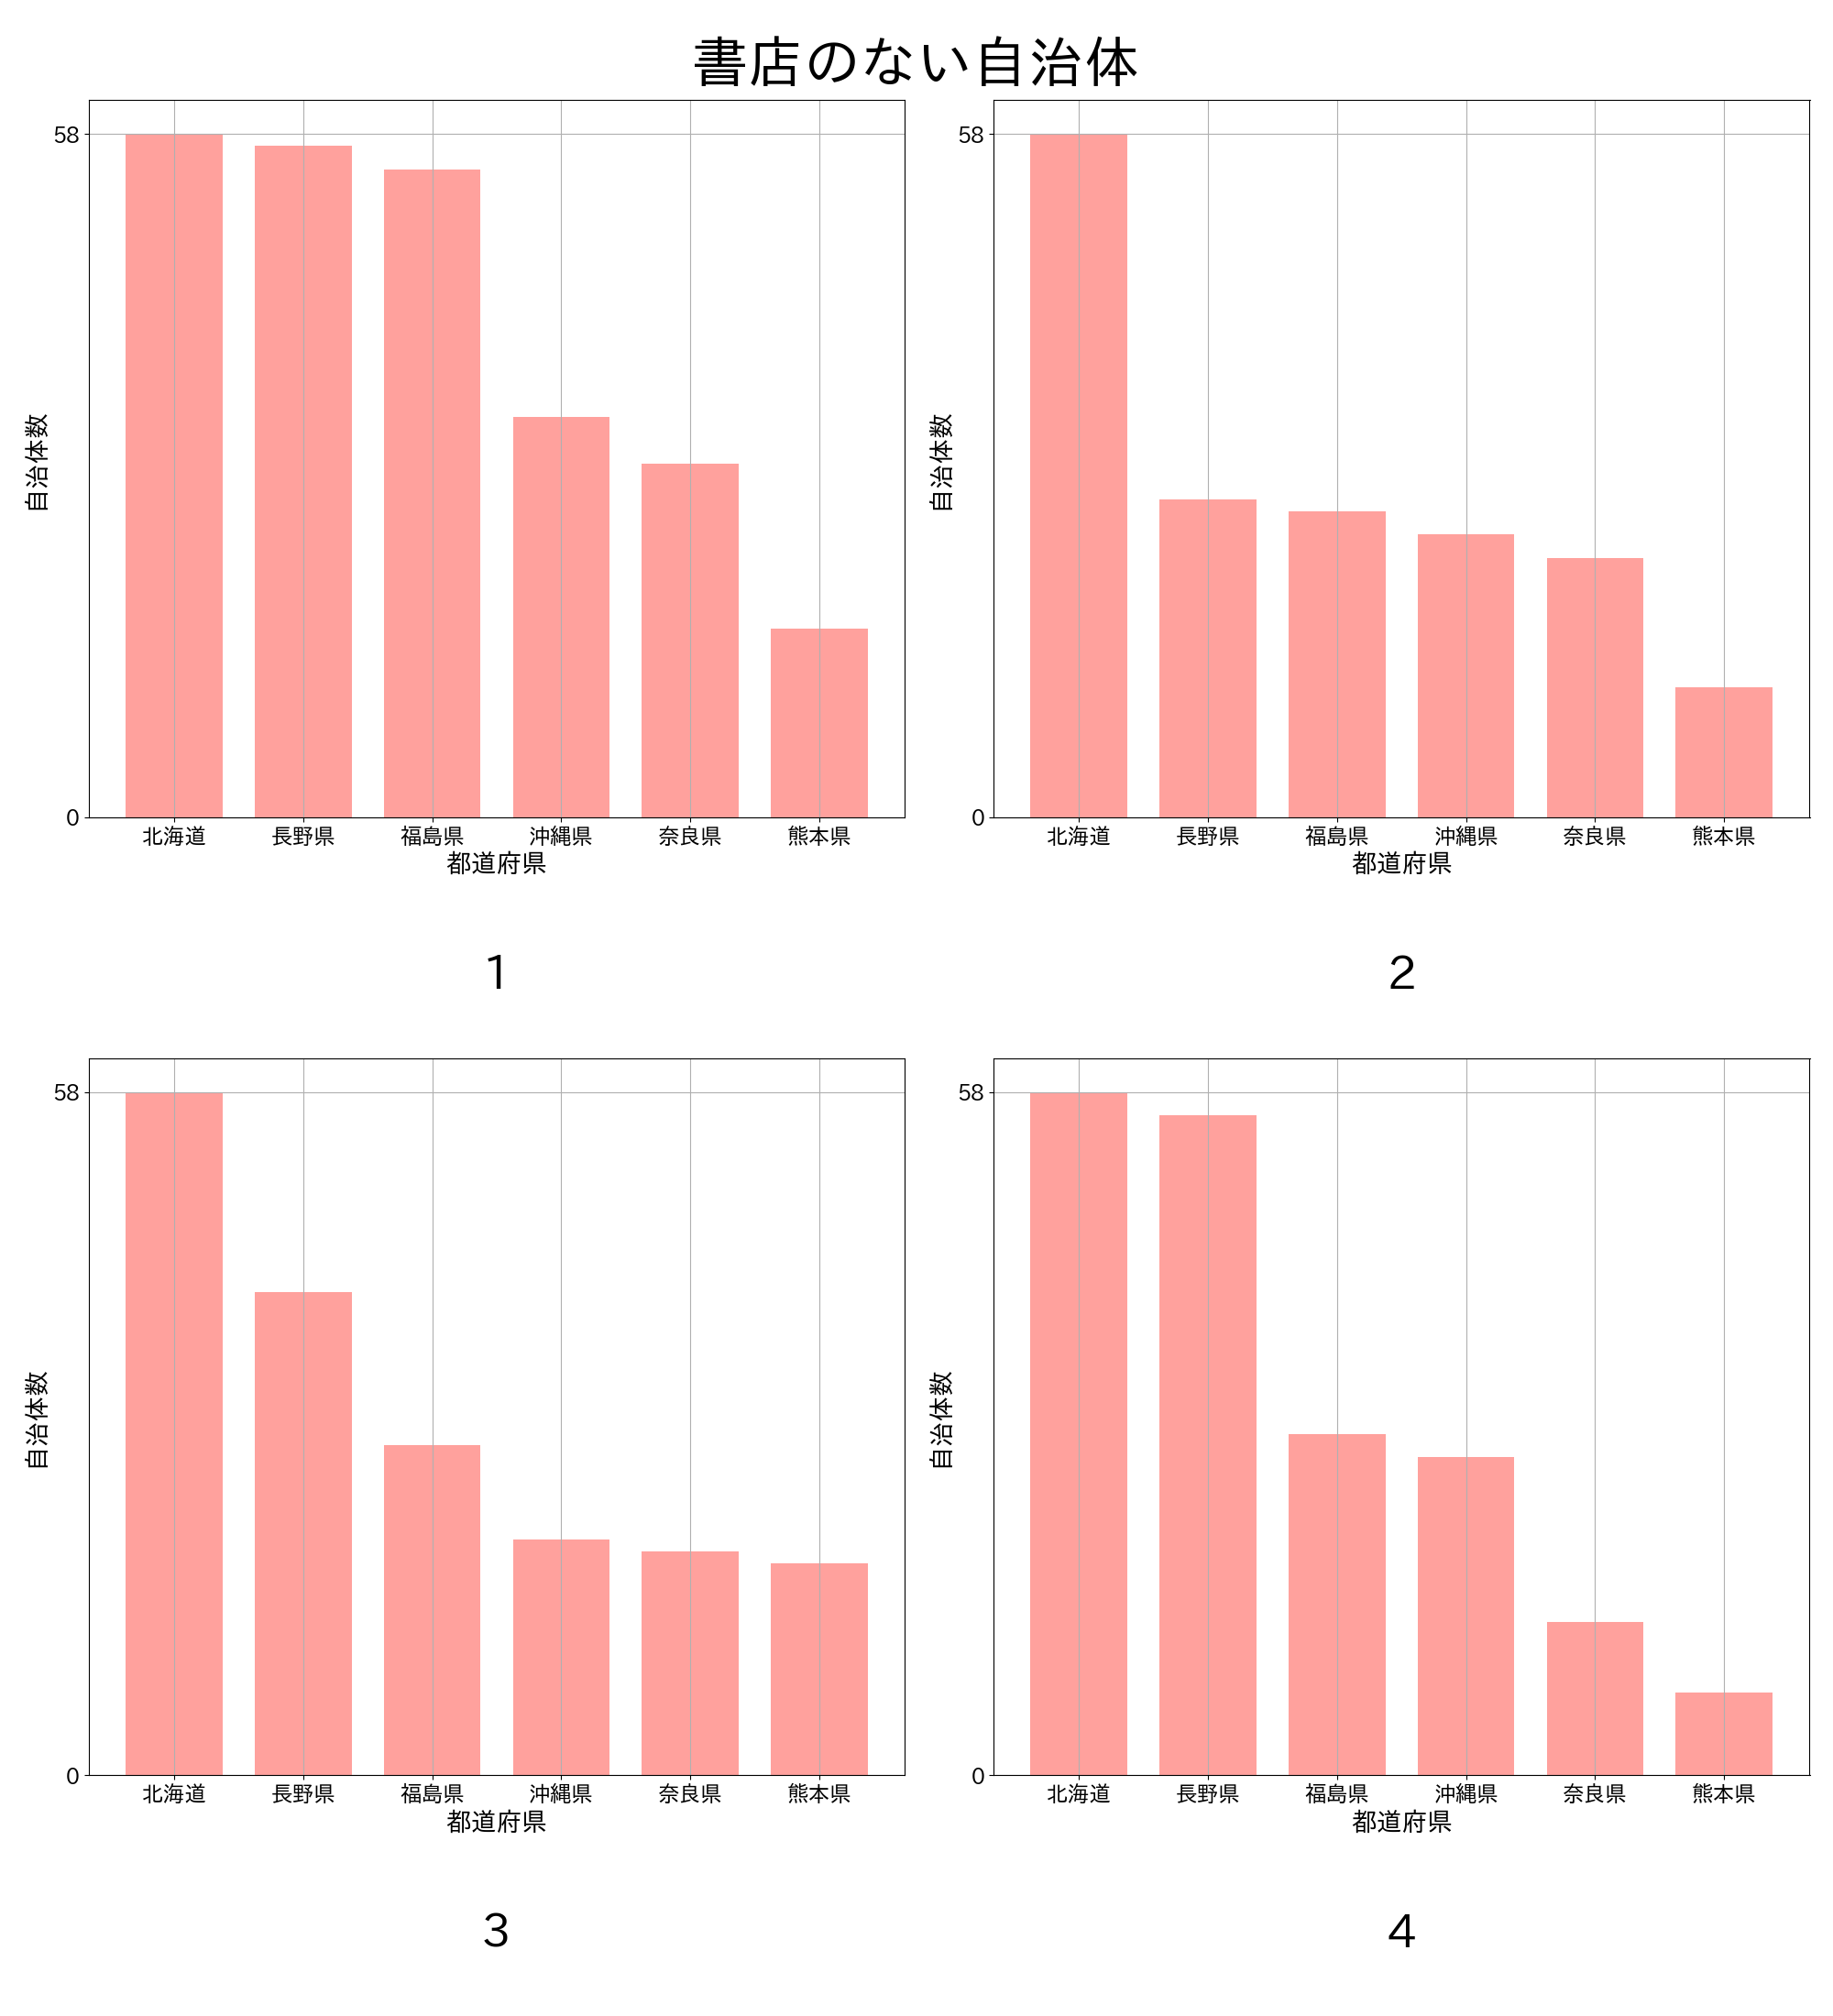 書店のない自治体
58
0
自治体数
北海道 長野県 福島県 沖縄県 奈良県 熊本県
都道府県
1
58
0
自治体数
北海道 長野県 福島県 沖縄県 奈良県 熊本県
都道府県
2
58
0
自治体数
北海道 長野県 福島県 沖縄県 奈良県 熊本県
都道府県
3
58
0
自治体数
北海道 長野県 福島県 沖縄県 奈良県 熊本県
都道府県
4